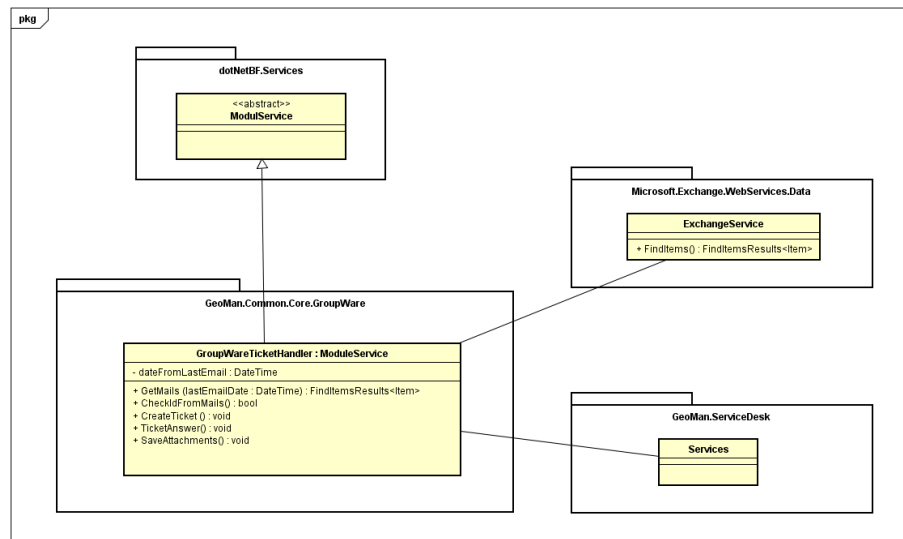 pkg
dotNetBF.Services
<<abstract>>
ModulService
Microsoft.Exchange.WebServices.Data
ExchangeService
+ FindItems() : FindItemsResults<Item>
GeoMan.Common.Core.GroupWare
GroupWareTicketHandler : ModuleService
- dateFromLastEmail : DateTime
+ GetMails (lastEmailDate : DateTime) : FindItemsResults<Item>
+ CheckIdFromMails() : bool
+ CreateTicket () : void
+ TicketAnswer() : void
+ SaveAttachments() : void
GeoMan.ServiceDesk
Services